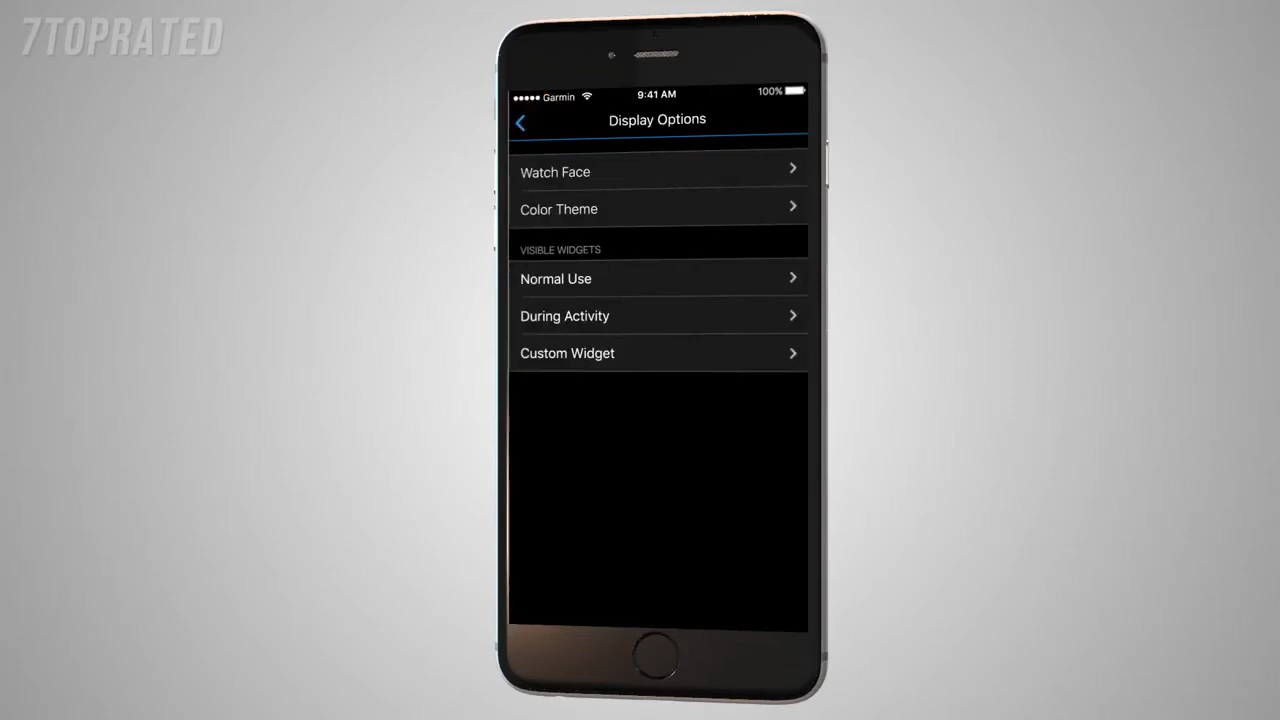 7TOPRATED
Garmin 9:41 AM 100%
Display Options
Watch Face
Color Theme
VISIBLE WIDGETS
Normal Use
During Activity
Custom Widget